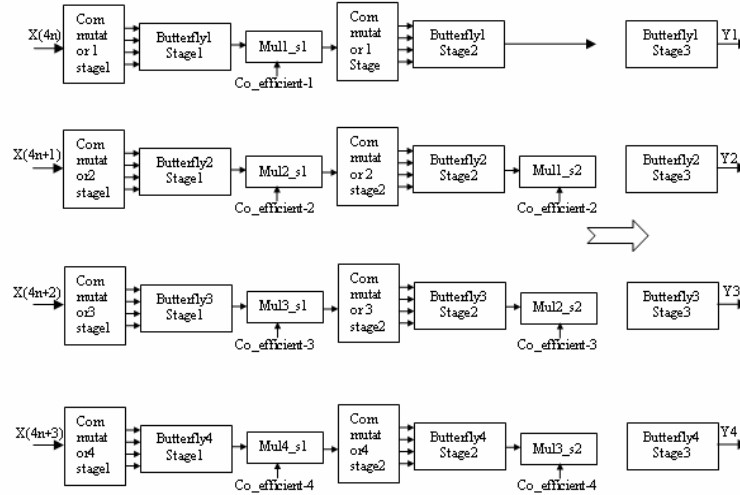 X(4n)
Com
mutat
or 1
stage1
Butterfly1
Stage1
Mul1_s1
Co_efficient-1
Com
mutat
or 1
Stage
Butterfly1
Stage2
Butterfly1
Stage3
Y1
X(4n+1)
Com
mutat
or2
stage1
Butterfly2
Stage1
Mul2_s1
Co_efficient-2
Com
mutat
or 2
stage2
Butterfly2
Stage2
Mul1_s2
Co_efficient-2
Butterfly2
Stage3
Y2
X(4n+2)
Com
mutat
or3
stage1
Butterfly3
Stage1
Mul3_s1
Co_efficient-3
Com
mutat
or 3
stage2
Butterfly3
Stage2
Mul2_s2
Co_efficient-3
Butterfly3
Stage3
Y3
X(4n+3)
Com
mutat
or4
stage1
Butterfly4
Stage1
Mul4_s1
Co_efficient-4
Com
mutat
or4
stage2
Butterfly4
Stage2
Mul3_s2
Co_efficient-4
Butterfly4
Stage3
Y4